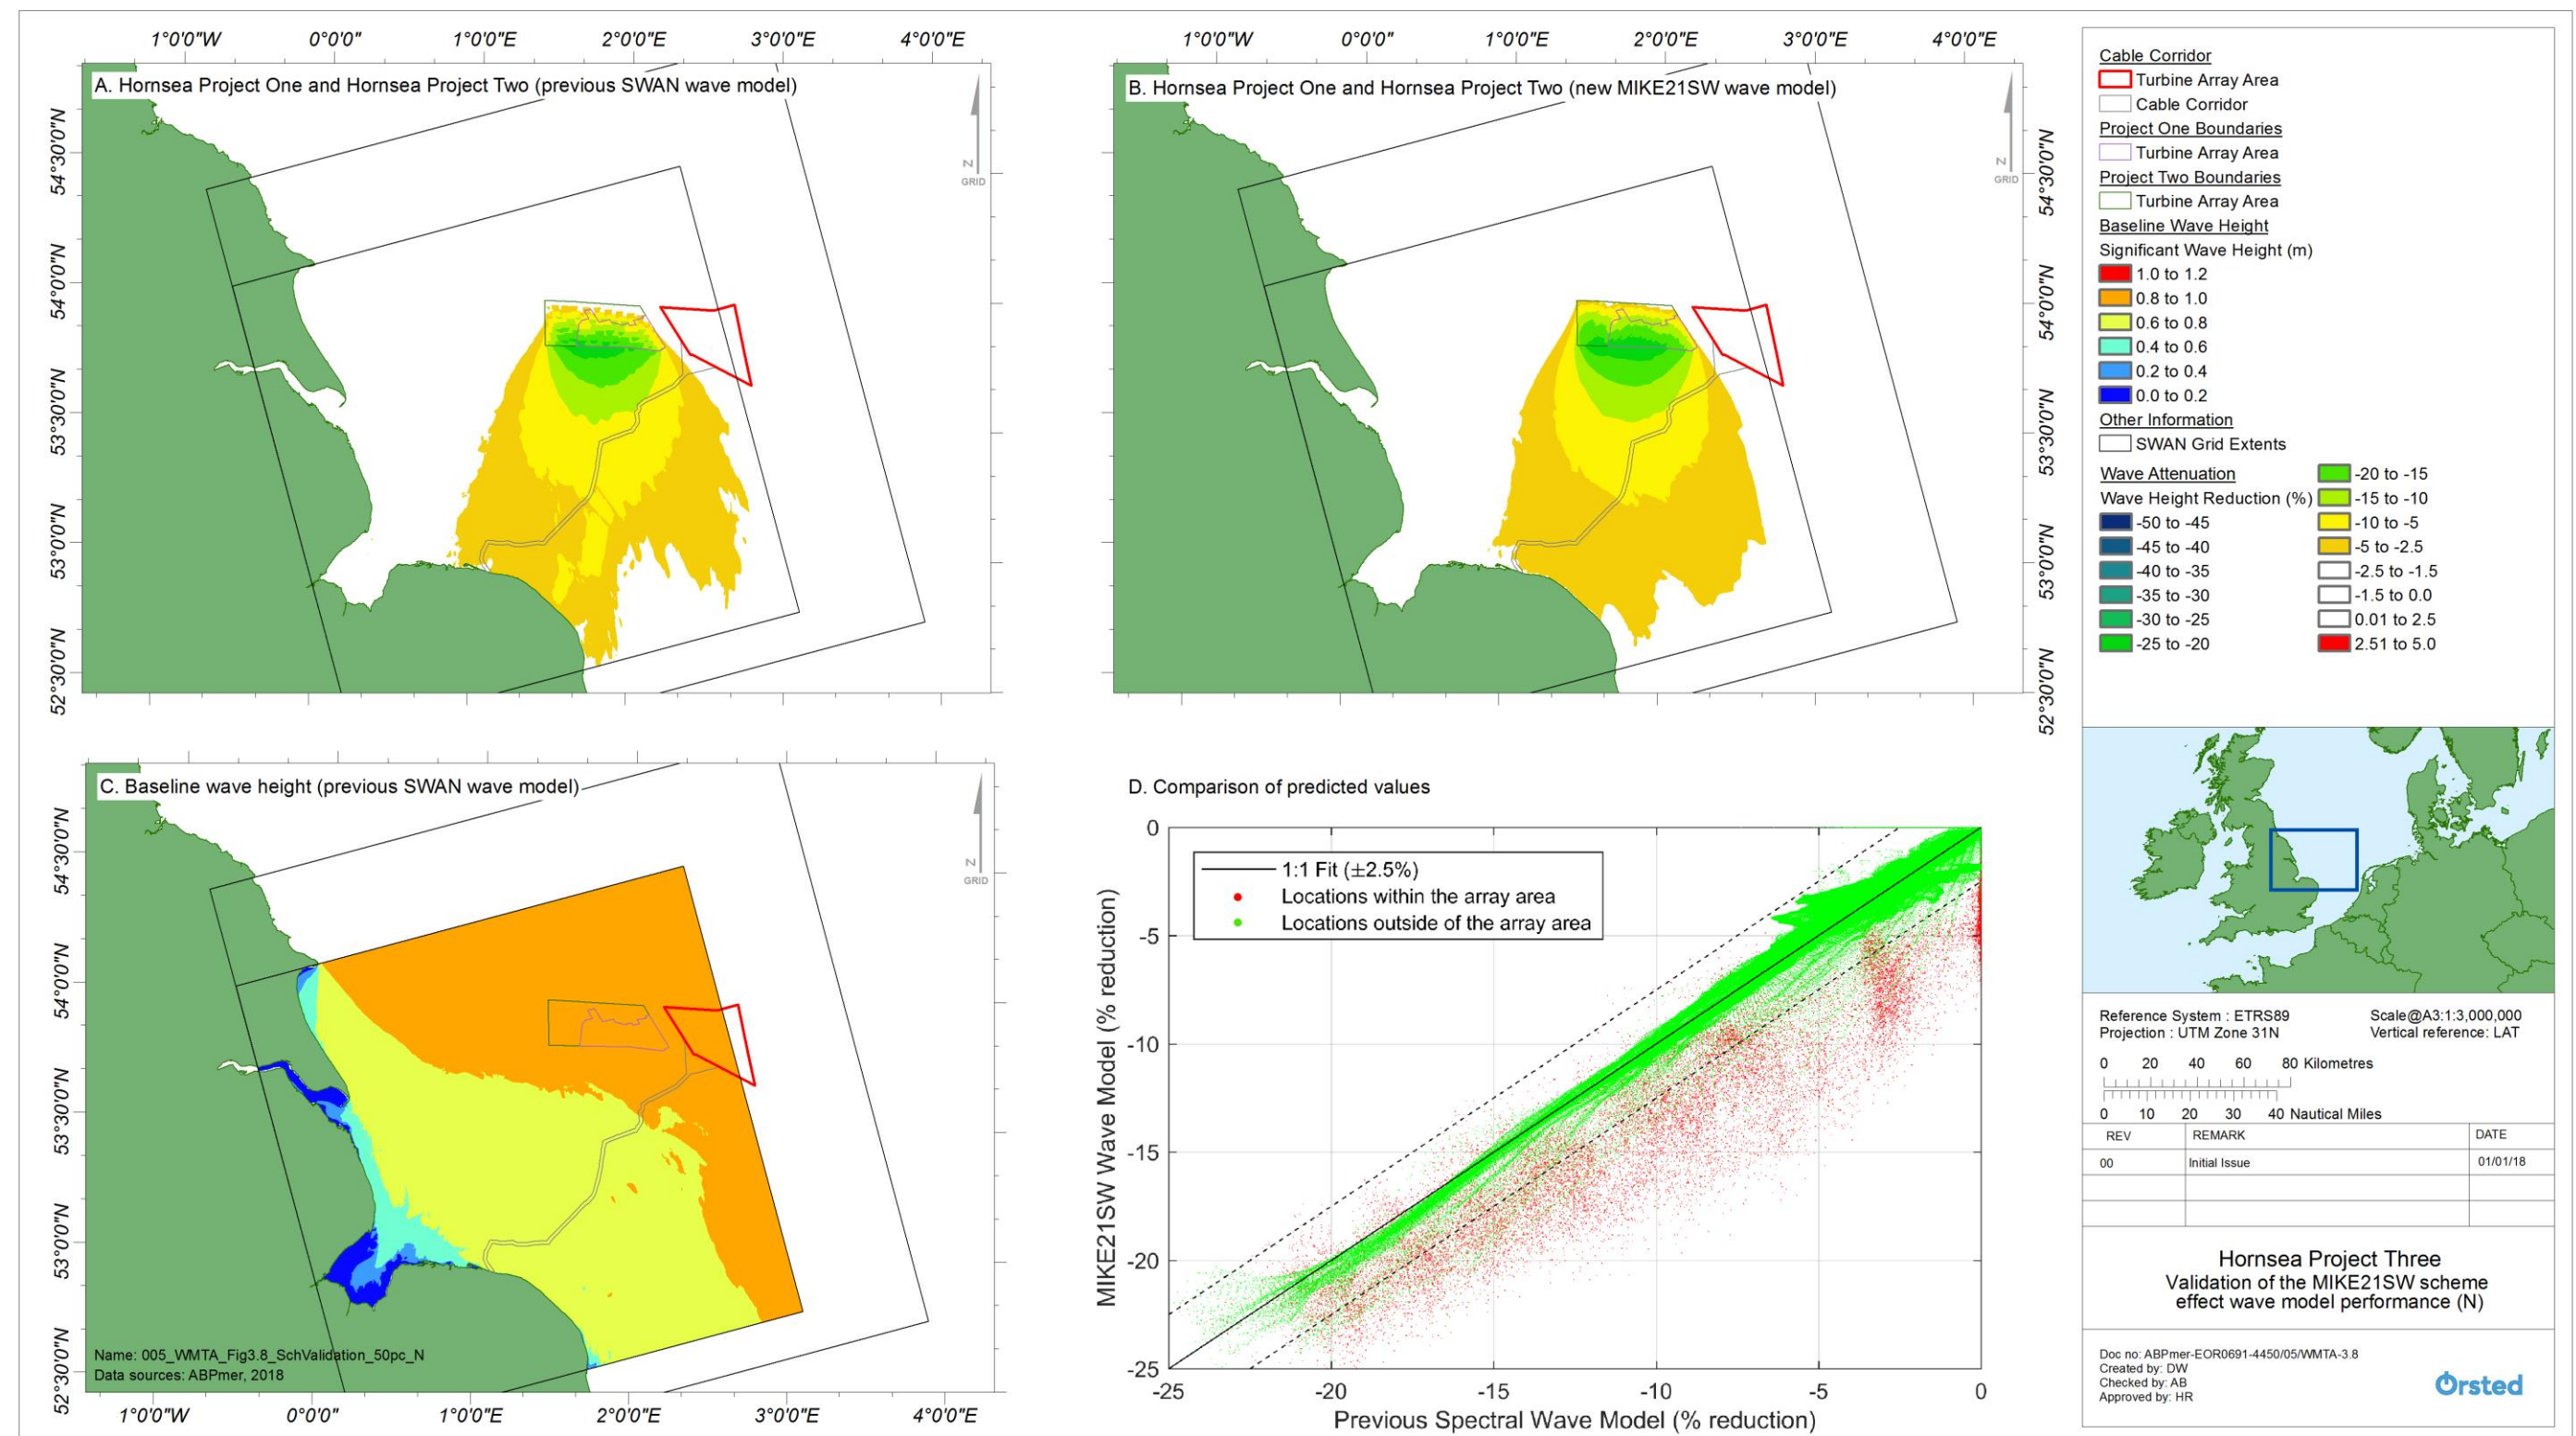 1°0'0"W 0°0'0" 1°0'0"E 2°0'0"E 3°0'0"E 4°0'0"E
A. Hornsea Project One and Hornsea Project Two (previous SWAN wave model)
54°30'0"N
54°0'0"N
53°30'0"N
53°0'0"N
52°30'0"N
N
GRID
1°0'0"W 0°0'0" 1°0'0"E 2°0'0"E 3°0'0"E 4°0'0"E
B. Hornsea Project One and Hornsea Project Two (new MIKE21SW wave model)
N
GRID
54°30'0"N
54°0'0"N
53°30'0"N
53°0'0"N
52°30'0"N
C. Baseline wave height (previous SWAN wave model)
N
GRID
54°30'0"N
54°0'0"N
53°30'0"N
53°0'0"N
52°30'0"N
Name: 005_WMTA_Fig3.8_SchValidation_50pc_N
Data sources: ABPmer, 2018
1°0'0"W 0°0'0" 1°0'0"E 2°0'0"E 3°0'0"E 4°0'0"E
D. Comparison of predicted values
1:1 Fit (±2.5%)
Locations within the array area
Locations outside of the array area
MIKE21SW Wave Model (% reduction)
0
-5
-10
-15
-20
-25
-25 -20 -15 -10 -5 0
Previous Spectral Wave Model (% reduction)
Cable Corridor
Turbine Array Area
Cable Corridor
Project One Boundaries
Turbine Array Area
Project Two Boundaries
Turbine Array Area
Baseline Wave Height
Significant Wave Height (m)
1.0 to 1.2
0.8 to 1.0
0.6 to 0.8
0.4 to 0.6
0.2 to 0.4
0.0 to 0.2
Other Information
SWAN Grid Extents
Wave Attenuation
Wave Height Reduction (%)
-50 to -45
-45 to -40
-40 to -35
-35 to -30
-30 to -25
-25 to -20
-20 to -15
-15 to -10
-10 to -5
-5 to -2.5
-2.5 to -1.5
-1.5 to 0.0
0.01 to 2.5
2.51 to 5.0
Reference System : ETRS89 Scale@A3:1:3,000,000
Projection : UTM Zone 31N Vertical reference: LAT
0 20 40 60 80 Kilometres
0 10 20 30 40 Nautical Miles
REV REMARK DATE
00 Initial Issue 01/01/18
Hornsea Project Three
Validation of the MIKE21SW scheme
effect wave model performance (N)
Doc no: ABPmer-EOR0691-4450/05/WMTA-3.8
Created by: DW
Checked by: AB
Approved by: HR
Ørsted